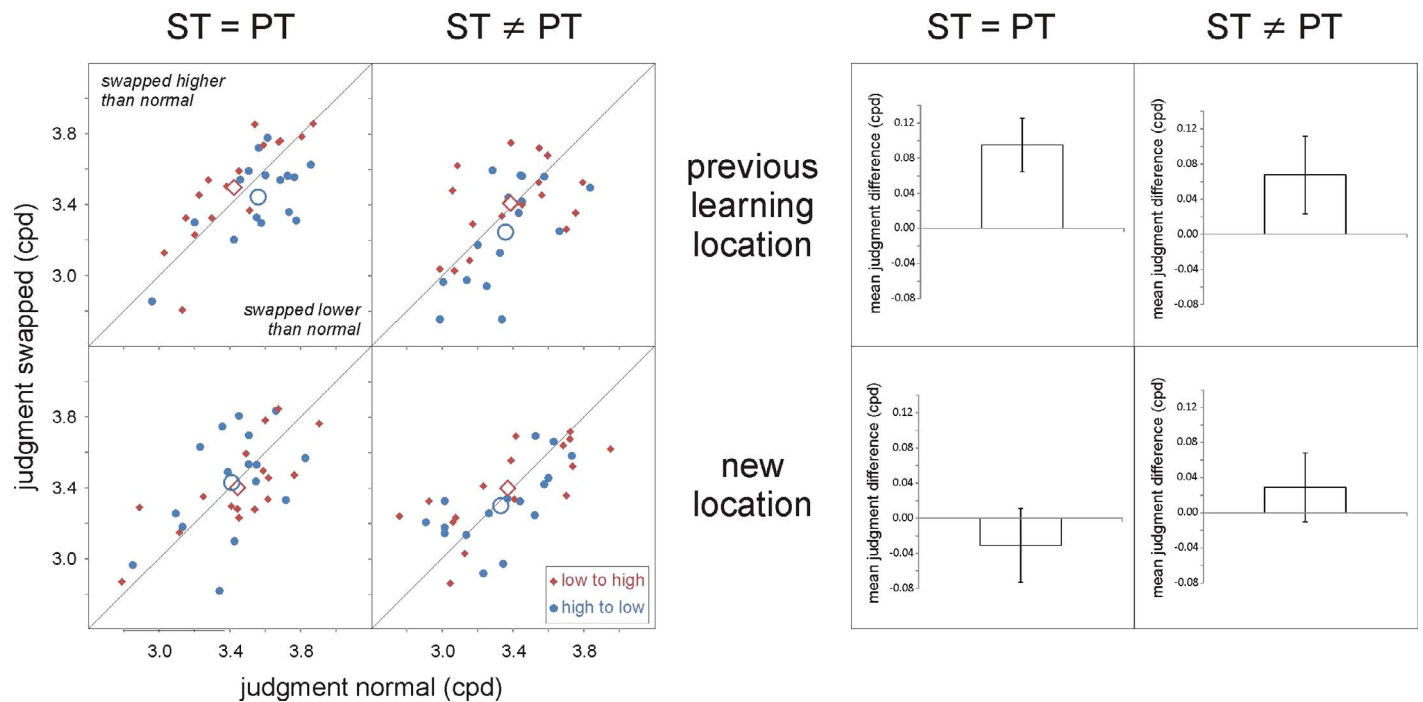 ST = PT
ST ≠ PT
ST = PT
ST ≠ PT
swapped higher
than normal
swapped lower
than normal
3.8
3.4
3.0
3.8
3.4
3.0
judgment swapped (cpd)
low to high
high to low
3.0
3.4
3.8
3.0
3.4
3.8
judgment normal (cpd)
previous
learning
location
new
location
mean judgment difference (cpd)
0.12
0.08
0.04
0.00
-0.04
-0.08
mean judgment difference (cpd)
0.12
0.08
0.04
0.00
-0.04
-0.08
mean judgment difference (cpd)
0.12
0.08
0.04
0.00
-0.04
-0.08
mean judgment difference (cpd)
0.12
0.08
0.04
0.00
-0.04
-0.08